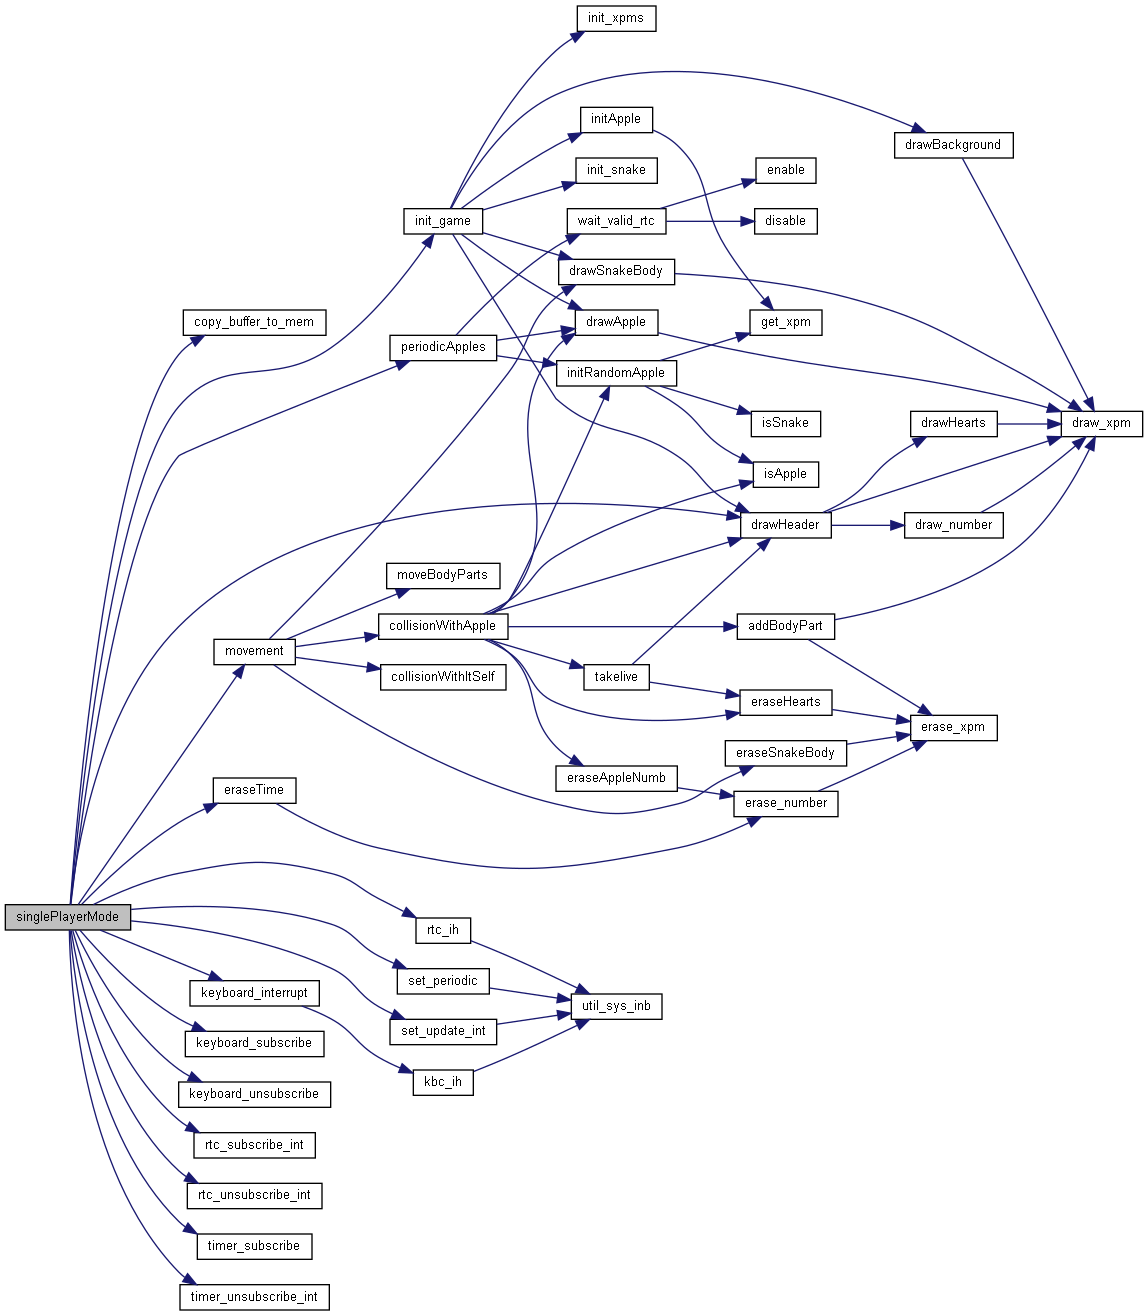 init_xpms
initApple
drawBackground
init_snake
enable
init_game
wait_valid_rtc
disable
drawSnakeBody
copy_buffer_to_mem
drawApple
get_xpm
periodicApples
initRandomApple
isSnake
drawHearts
draw_xpm
isApple
drawHeader
draw_number
moveBodyParts
collisionWithApple
addBodyPart
movement
collisionWithItSelf
takelive
eraseHearts
erase_xpm
eraseSnakeBody
eraseAppleNumb
eraseTime
erase_number
singlePlayerMode
rtc_ih
set_periodic
keyboard_interrupt
util_sys_inb
set_update_int
keyboard_subscribe
kbc_ih
keyboard_unsubscribe
rtc_subscribe_int
rtc_unsubscribe_int
timer_subscribe
timer_unsubscribe_int